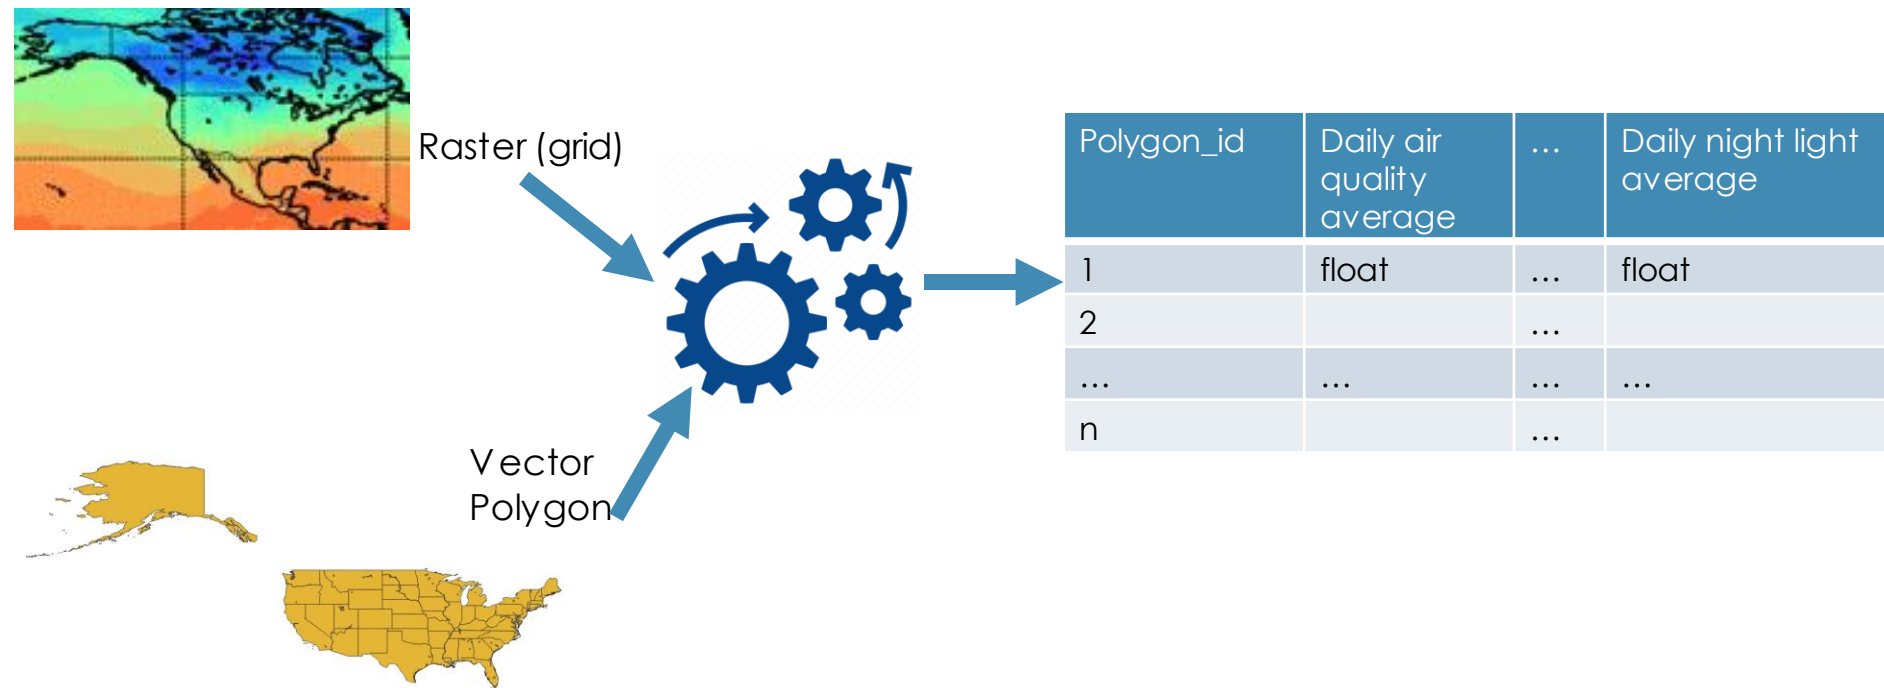 Raster (grid)
Vector
Polygon
Polygon_id
Daily air
quality
average
...
Daily night light
average
1
float
...
float
2
...
...
...
...
...
n
...